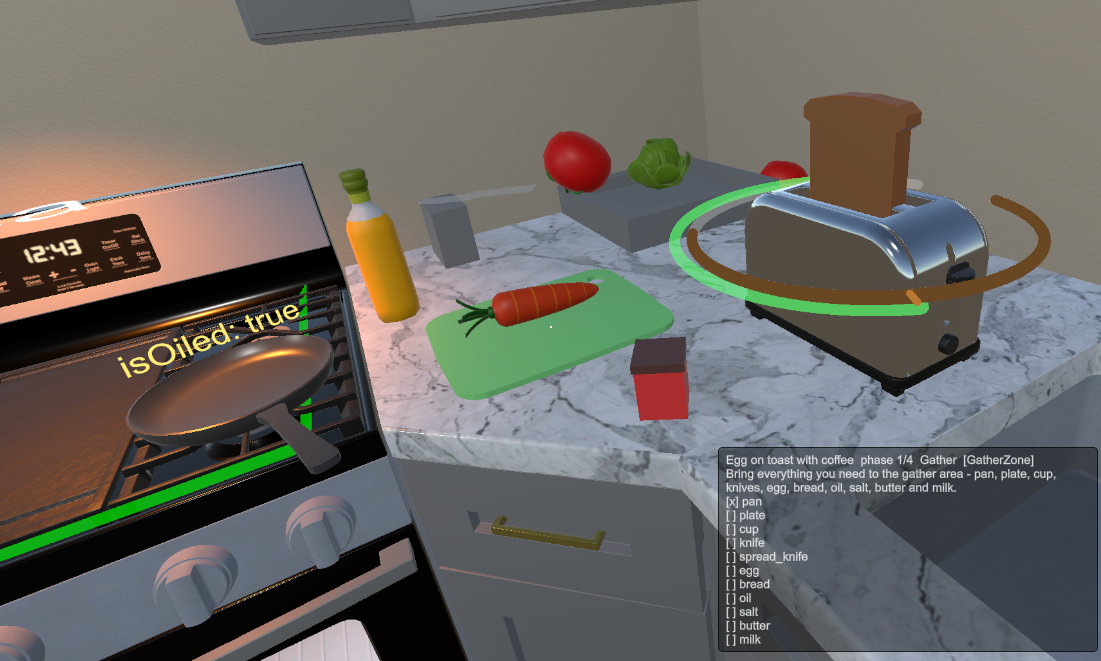 12:43
isOiled: true
Egg on toast with coffee phase 1/4 Gather [GatherZone]
Bring everything you need to the gather area - pan, plate, cup,
knives, egg, bread, oil, salt, butter and milk.
[x] pan
[ ] plate
[ ] cup
[ ] knife
[ ] spread_knife
[ ] egg
[ ] bread
[ ] oil
[ ] salt
[ ] butter
[ ] milk